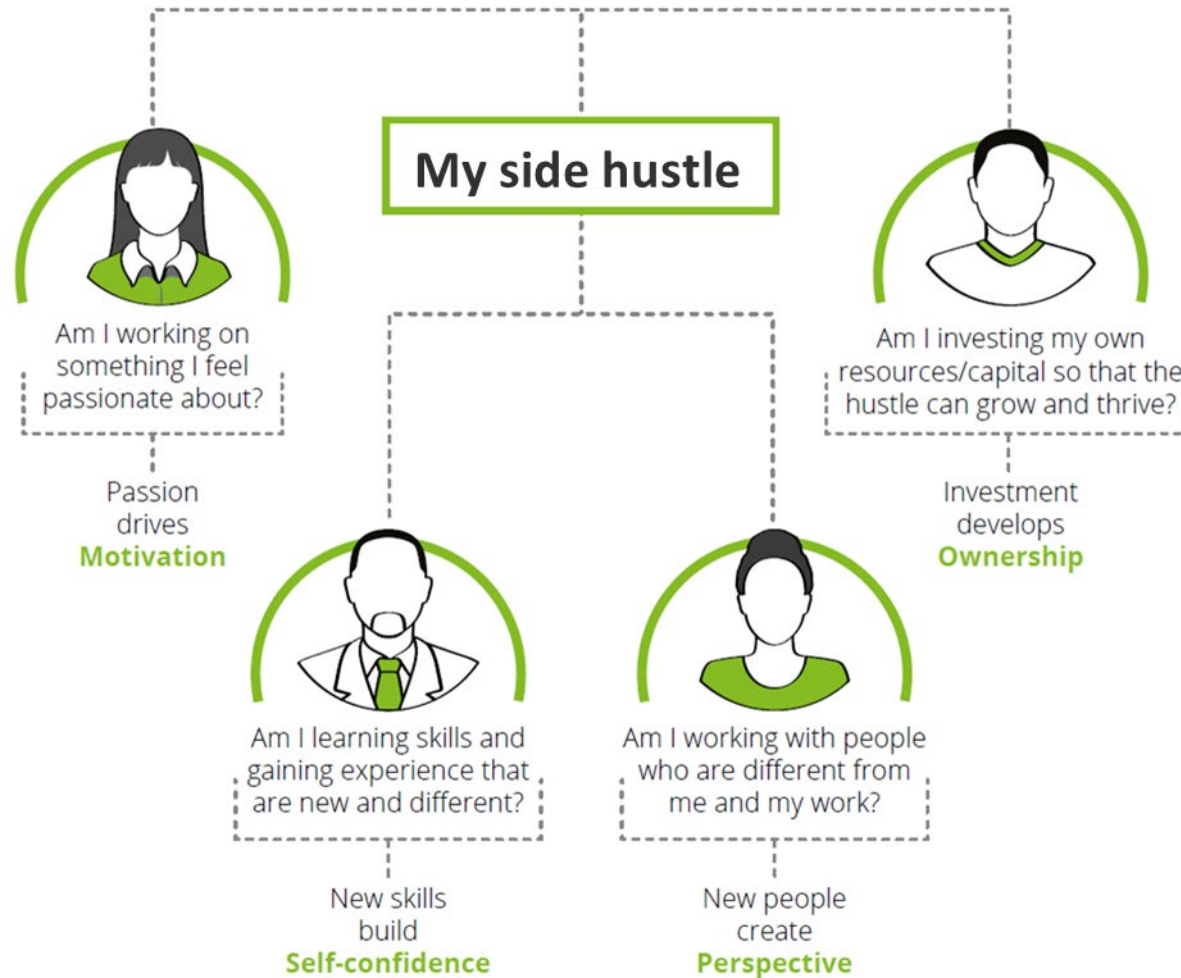 My side hustle
Am I working on
something I feel
passionate about?
Passion
drives
Motivation
Am I learning skills and
gaining experience that
are new and different?
New skills
build
Self-confidence
Am I working with people
who are different from
me and my work?
New people
create
Perspective
Am I investing my own
resources/capital so that the
hustle can grow and thrive?
Investment
develops
Ownership